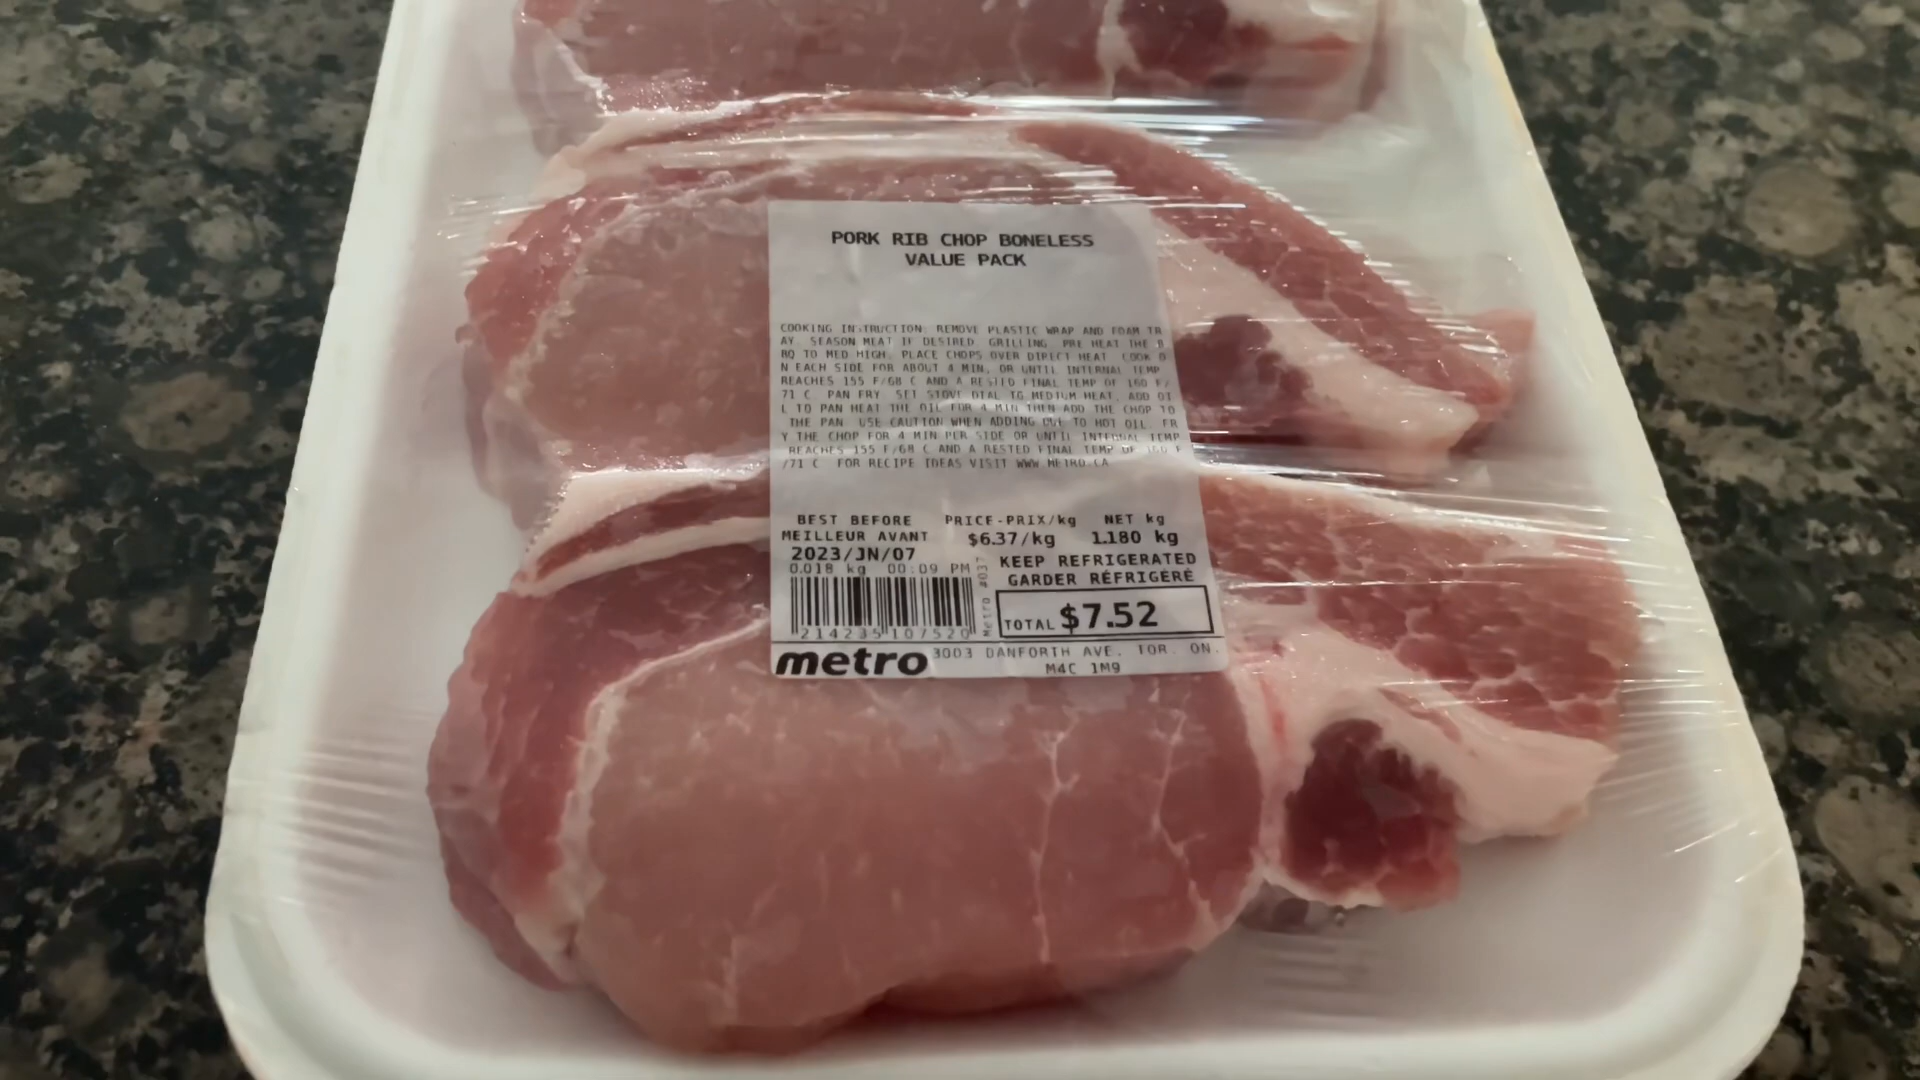 PORK RIB CHOP BONELESS
VALUE PACK
COOKING INSTRUCTION: REMOVE PLASTIC WRAP AND FOAM TR
AY. SEASON MEAT IF DESIRED. GRILLING: PRE HEAT THE B
BQ TO MED HIGH. PLACE CHOPS OVER DIRECT HEAT. COOK O
N EACH SIDE FOR ABOUT 4 MIN, OR UNTIL INTERNAL TEMP
REACHES 155 F/68 C AND A RESTED FINAL TEMP OF 160 F/
71 C PAN FRY SET STOVE DIAL TO MEDIUM HEAT, ADD OI
L TO PAN HEAT THE OIL FOR 4 MIN THEN ADD THE CHOP TO
THE PAN USE CAUTION WHEN ADDING DUE TO HOT OIL. FR
Y THE CHOP FOR 4 MIN PER SIDE OR UNTIL INTERNAL TEMP
REACHES 155 F/68 C AND A RESTED FINAL TEMP OF 160 F
/71 C FOR RECIPE IDEAS VISIT WWW.METRO.CA
BEST BEFORE PRICE-PRIX/kg NET kg
MEILLEUR AVANT $6.37/kg 1.180 kg
2023/JN/07 KEEP REFRIGERATED
0.018 kg 00:09 PM GARDER RÉFRIGÉRÉ
Metro #037
TOTAL $7.52
214235 107520
metro 3003 DANFORTH AVE. TOR. ON.
M4C 1M9